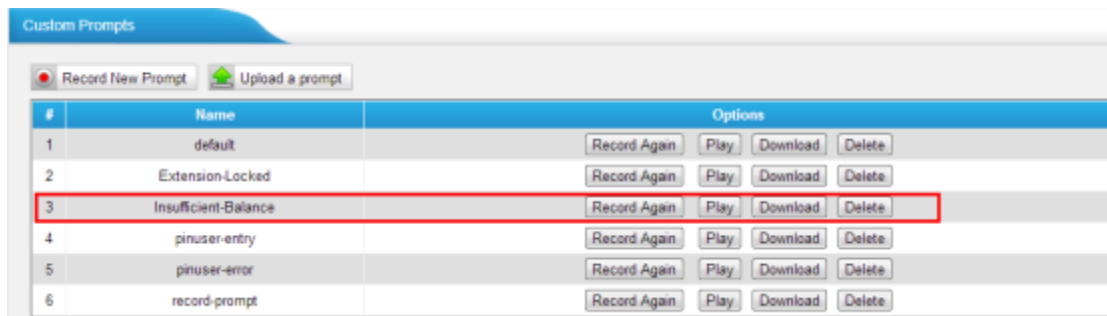 Custom Prompts
Record New Prompt Upload a prompt
# Name Options
1 default Record Again Play Download Delete
2 Extension-Locked Record Again Play Download Delete
3 Insufficient-Balance Record Again Play Download Delete
4 pinuser-entry Record Again Play Download Delete
5 pinuser-error Record Again Play Download Delete
6 record-prompt Record Again Play Download Delete